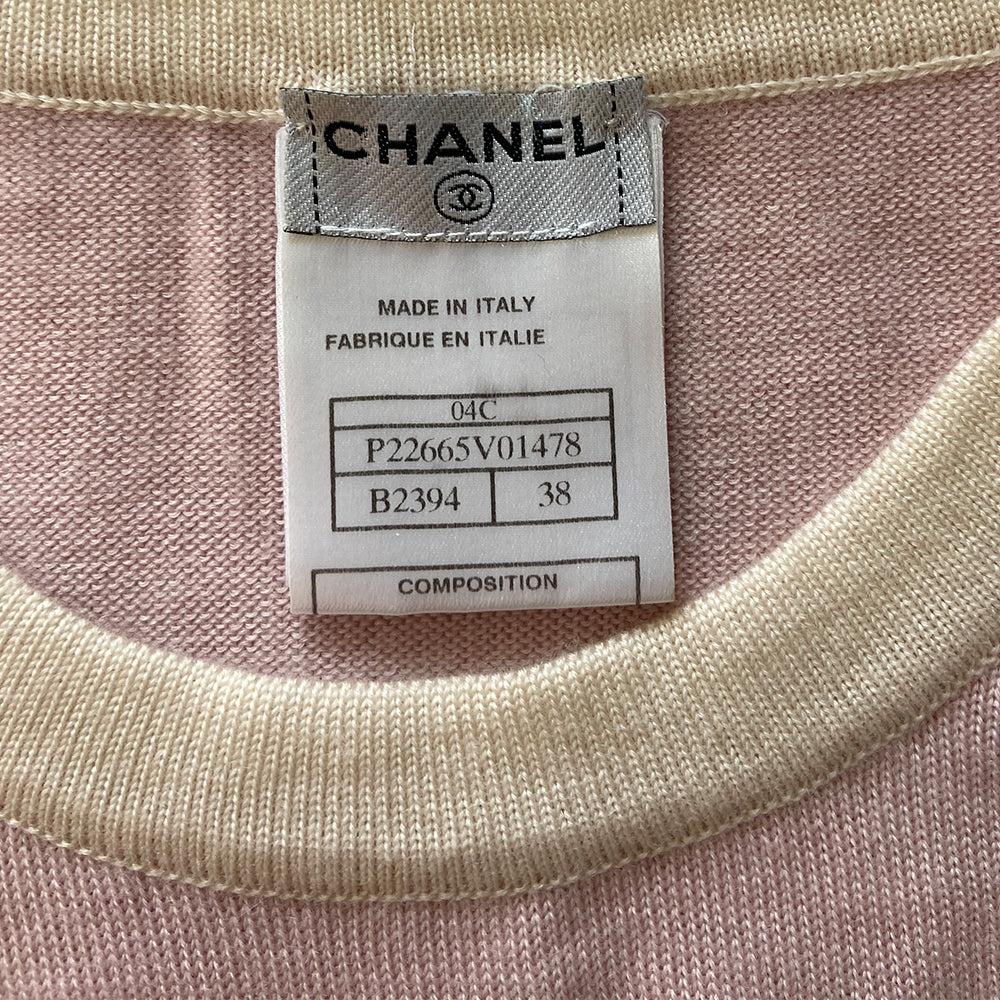 CHANEL
MADE IN ITALY
FABRIQUE EN ITALIE
04C
P22665V01478
B2394 38
COMPOSITION